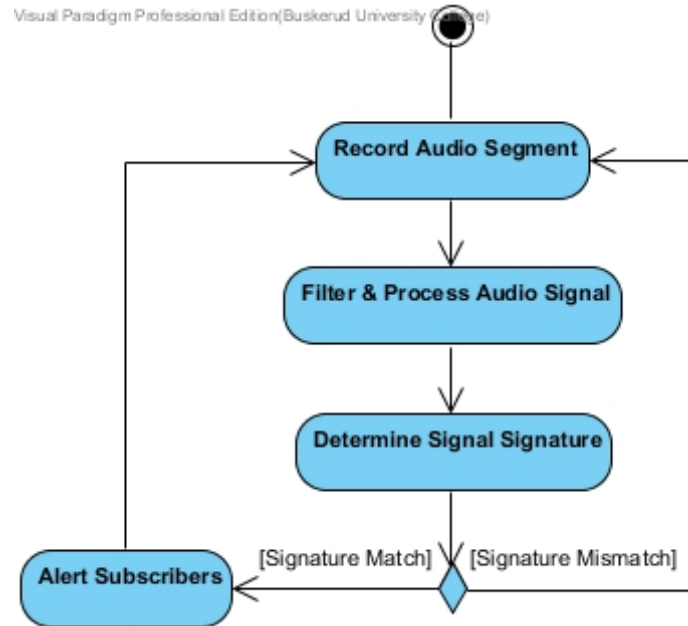 Visual Paradigm Professional Edition(Buskerud University College)
Record Audio Segment
Filter & Process Audio Signal
Determine Signal Signature
[Signature Match]
[Signature Mismatch]
Alert Subscribers